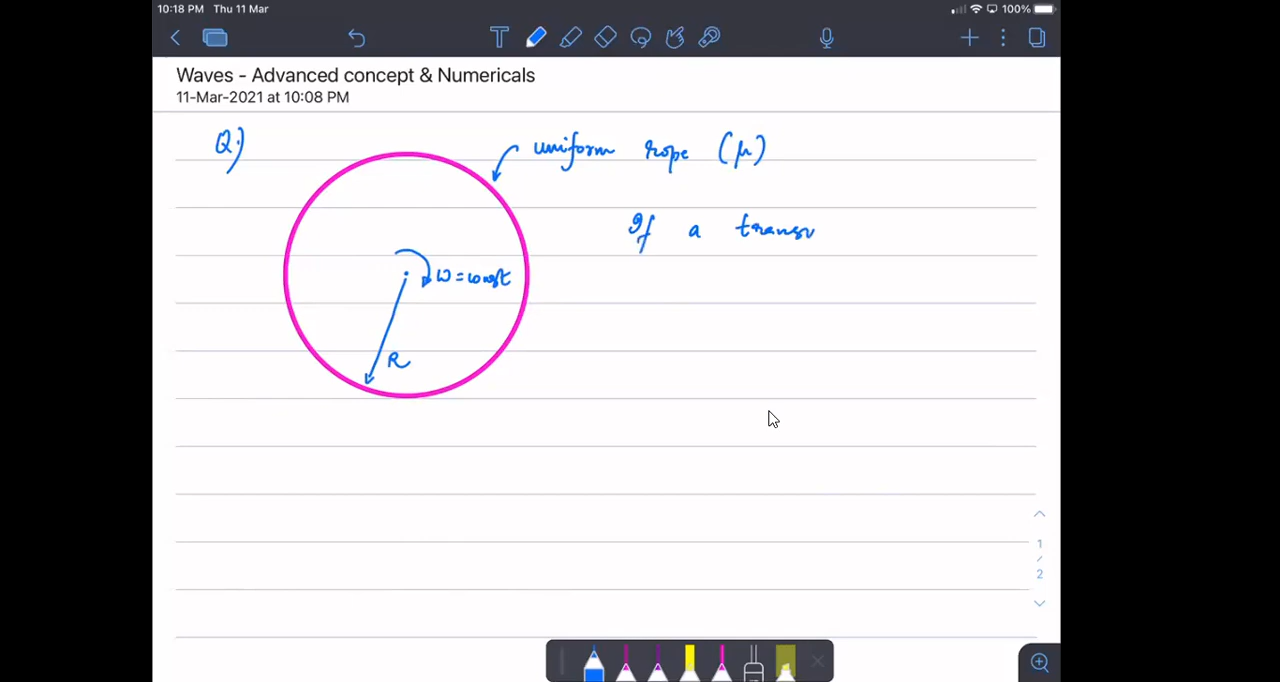 10:18 PM Thu 11 Mar
100%
Waves - Advanced concept & Numericals
11-Mar-2021 at 10:08 PM
Q.)
uniform rope (μ)
If a transv
ω = const
R
1
/
2